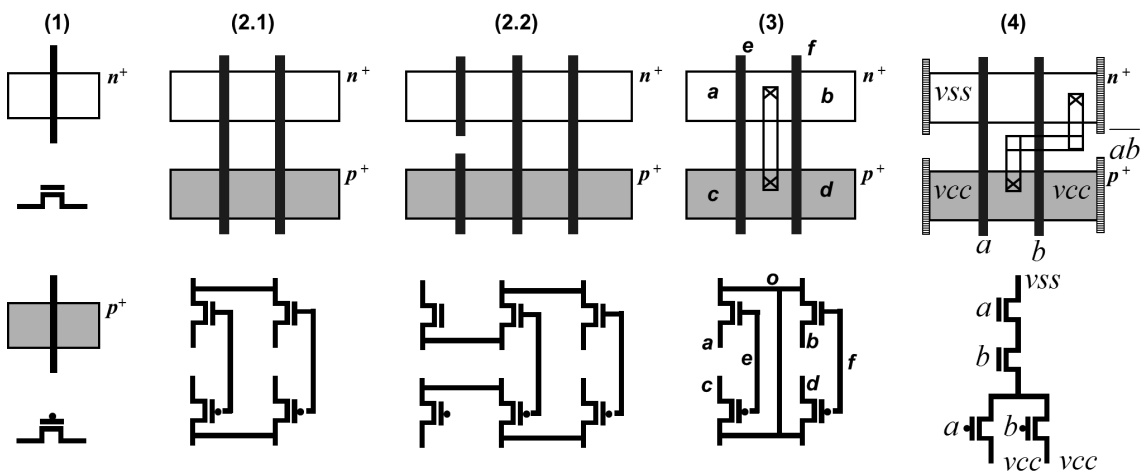 (1) (2.1) (2.2) (3) (4)
e f
n+ n+ n+ n+ n+
a b
vss
ab
p+ p+ p+ p+
c d
vcc vcc
a b
p+
o
vss
a
a b
b
e f
c d
a b
vcc vcc